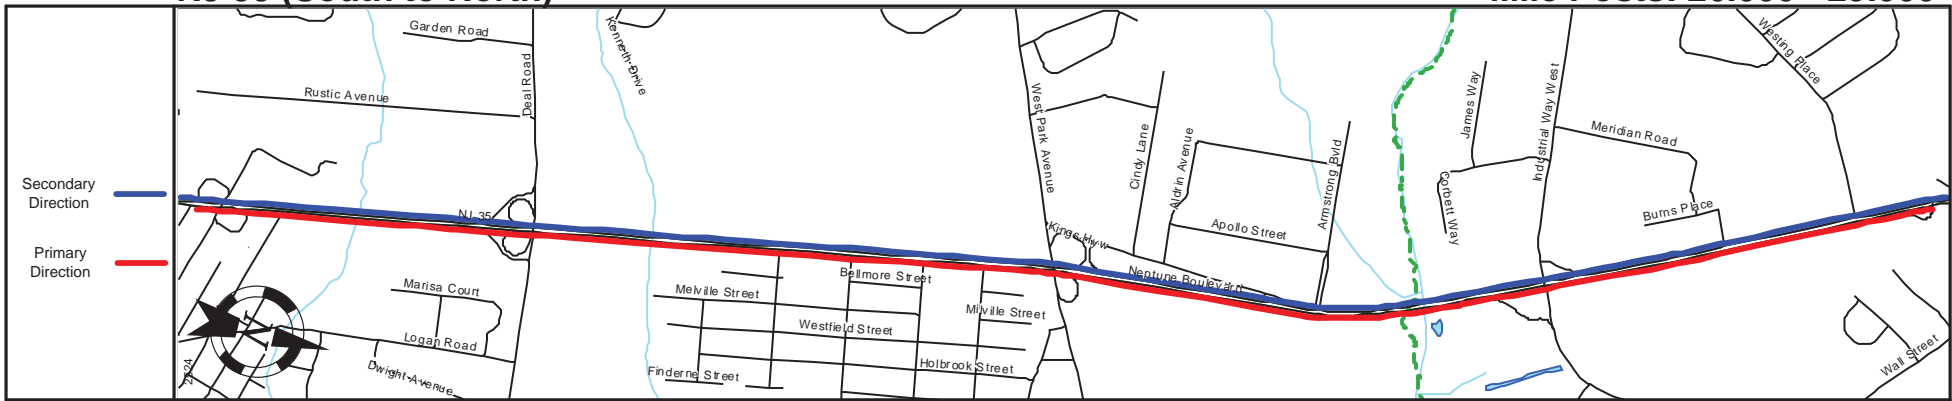 Secondary
Direction
Primary
Direction
Garden Road
Rustic Avenue
Deal Road
Kenneth Drive
NJ 35
Marisa Court
Logan Road
Dwight Avenue
Melville Street
Bellmore Street
Westfield Street
Milville Street
Holbrook Street
Finderne Street
West Park Avenue
Kings Hyw
Neptune Boulevard
Cindy Lane
Aldrin Avenue
Apollo Street
Armstrong Bvld
James Way
Corbett Way
Industrial Way West
Meridian Road
Burns Place
Westing Place
Wall Street